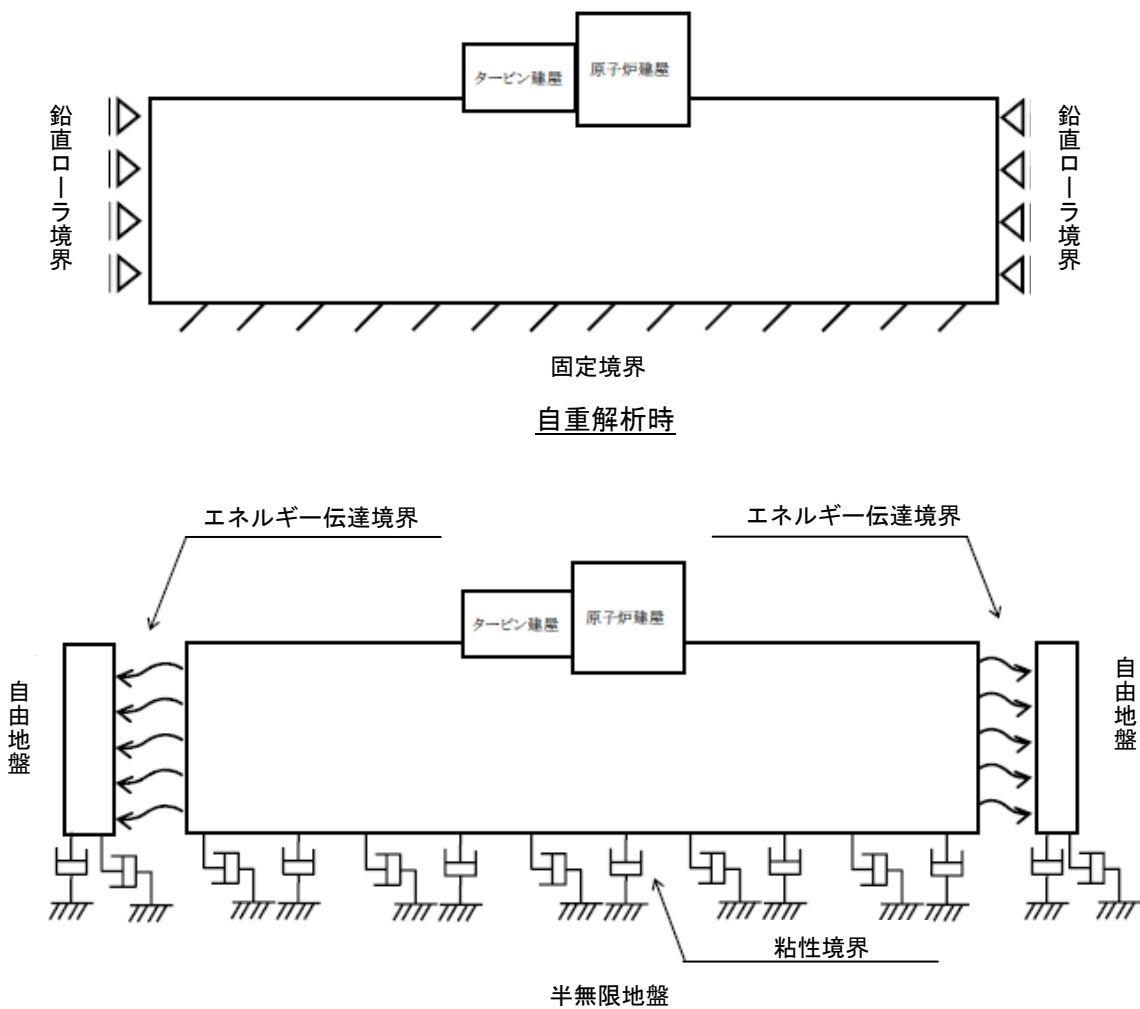 タービン建屋
原子炉建屋
鉛直ローラ境界
鉛直ローラ境界
固定境界
自重解析時
エネルギー伝達境界
エネルギー伝達境界
タービン建屋
原子炉建屋
自由地盤
自由地盤
粘性境界
半無限地盤